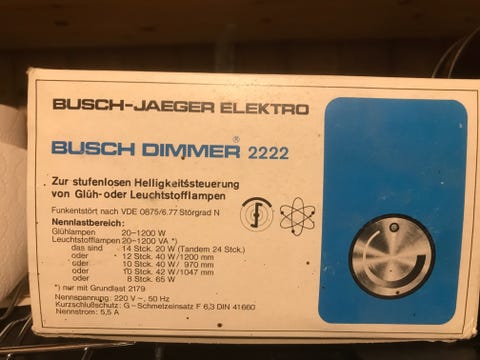 BUSCH-JAEGER ELEKTRO
BUSCH DIMMER® 2222
Zur stufenlosen Helligkeitssteuerung
von Glüh-oder Leuchtstofflampen
Funkentstört nach VDE 0875/6.77 Störgrad N
Nennlastbereich:
Glühlampen 20-1200 W
Leuchtstofflampen 20-1200 VA *)
das sind 14 Stck. 20 W (Tandem 24 Stck.)
oder 12 Stck. 40 W/1200 mm
oder 10 Stck. 40 W/ 970 mm
oder 10 Stck. 42 W/1047 mm
oder 8 Stck. 65 W
*) nur mit Grundlast 2179
Nennspannung: 220 V~, 50 Hz
Kurzschlußschutz: G-Schmelzeinsatz F 6,3 DIN 41660
Nennstrom: 5,5 A